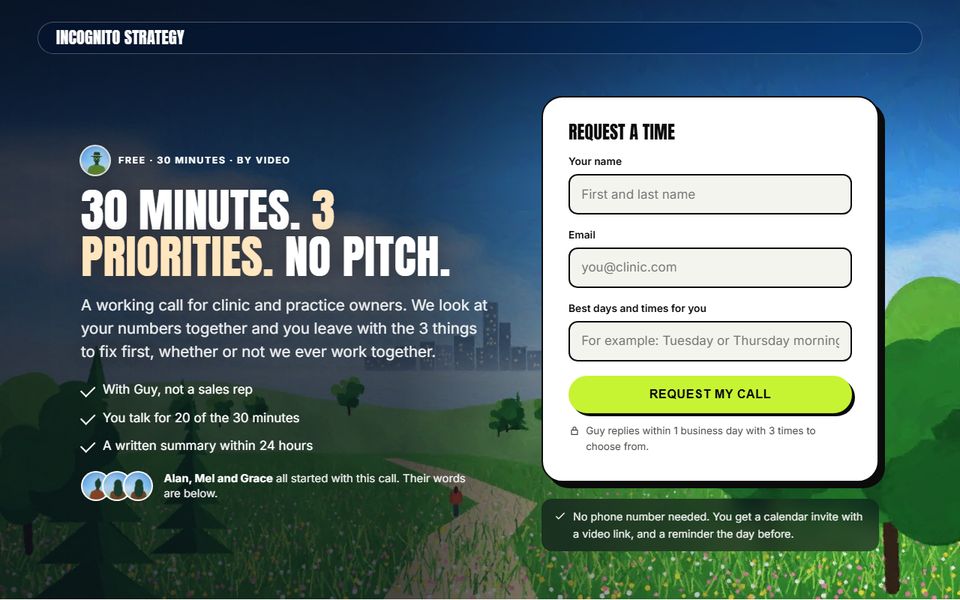 INCOGNITO STRATEGY
FREE · 30 MINUTES · BY VIDEO
30 MINUTES. 3
PRIORITIES. NO PITCH.
A working call for clinic and practice owners. We look at
your numbers together and you leave with the 3 things
to fix first, whether or not we ever work together.
With Guy, not a sales rep
You talk for 20 of the 30 minutes
A written summary within 24 hours
Alan, Mel and Grace all started with this call. Their words
are below.
REQUEST A TIME
Your name
First and last name
Email
you@clinic.com
Best days and times for you
For example: Tuesday or Thursday morning
REQUEST MY CALL
Guy replies within 1 business day with 3 times to
choose from.
No phone number needed. You get a calendar invite with
a video link, and a reminder the day before.